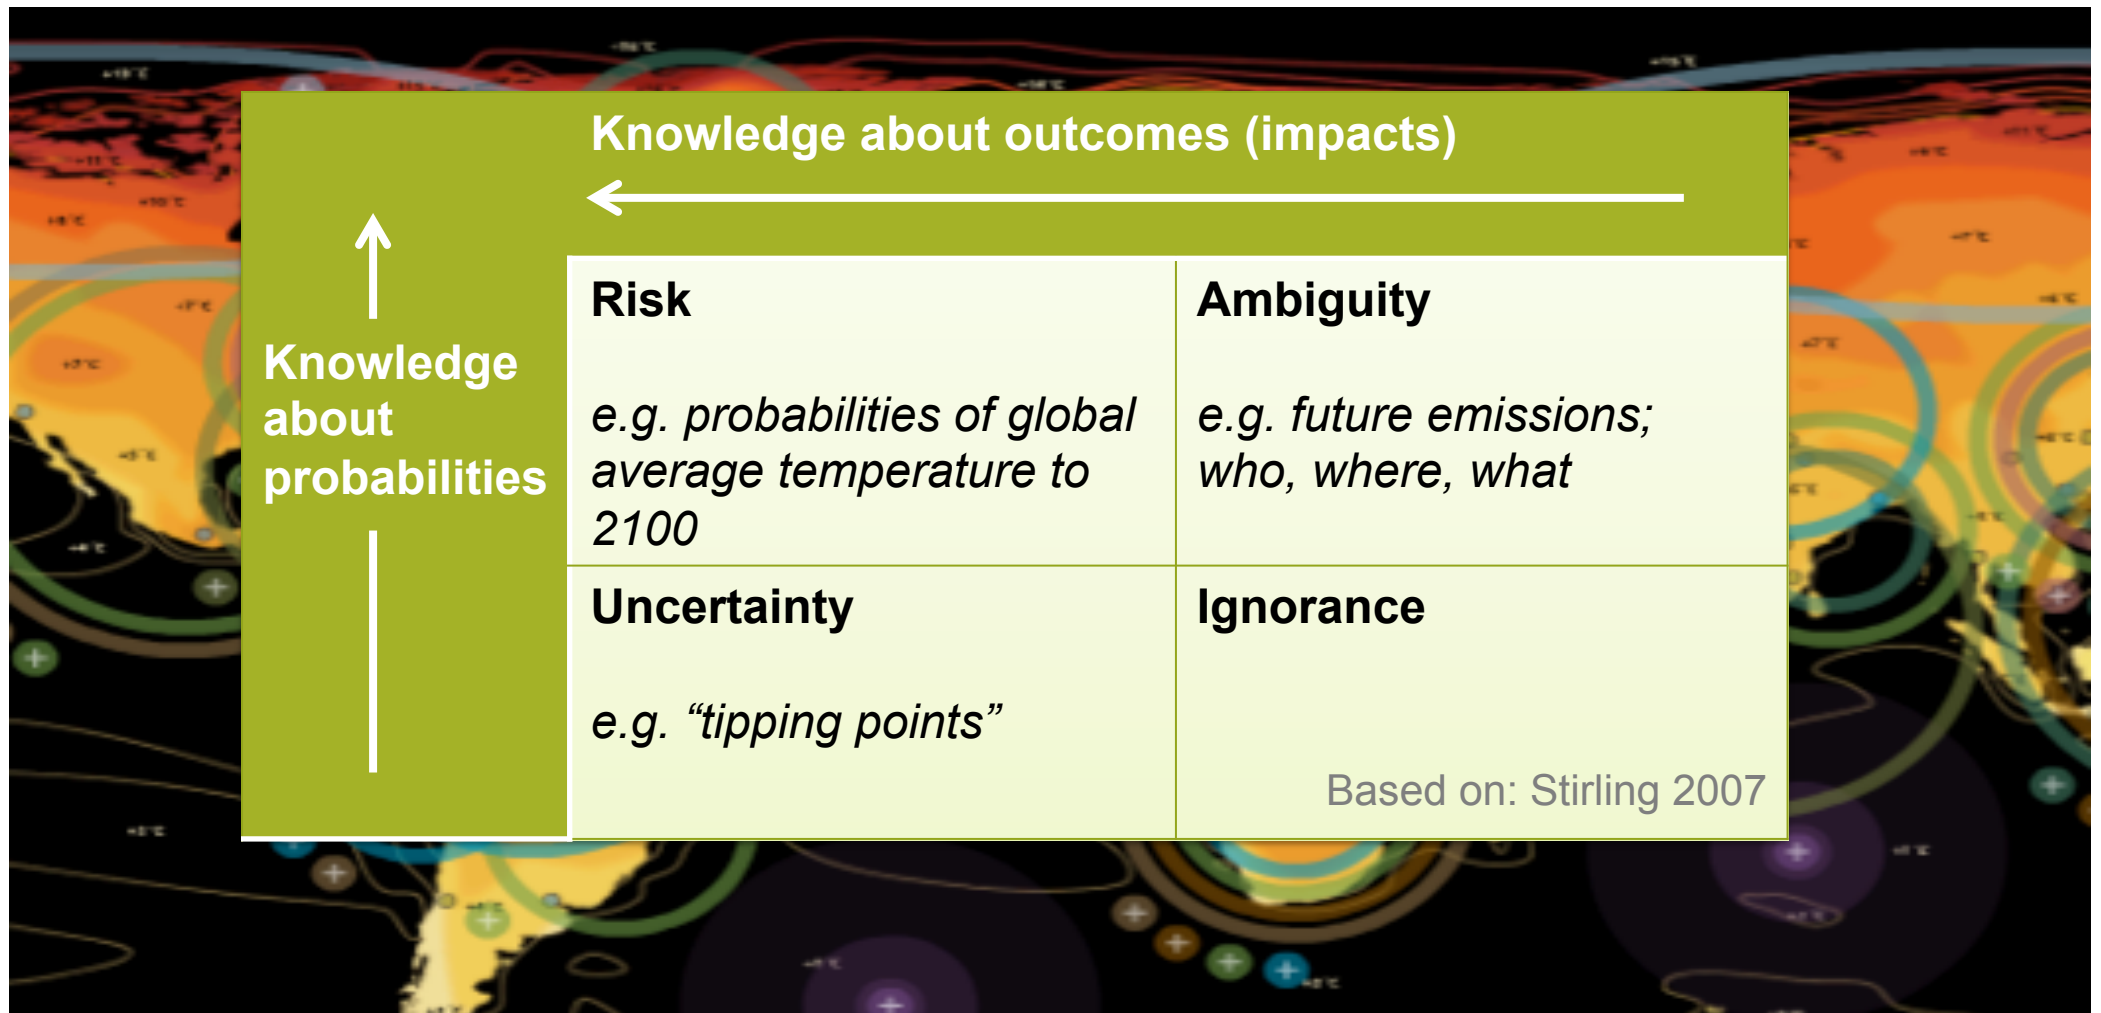 Knowledge about outcomes (impacts)
Knowledge
about
probabilities
Risk
e.g. probabilities of global
average temperature to
2100
Ambiguity
e.g. future emissions;
who, where, what
Uncertainty
e.g. “tipping points”
Ignorance
Based on: Stirling 2007